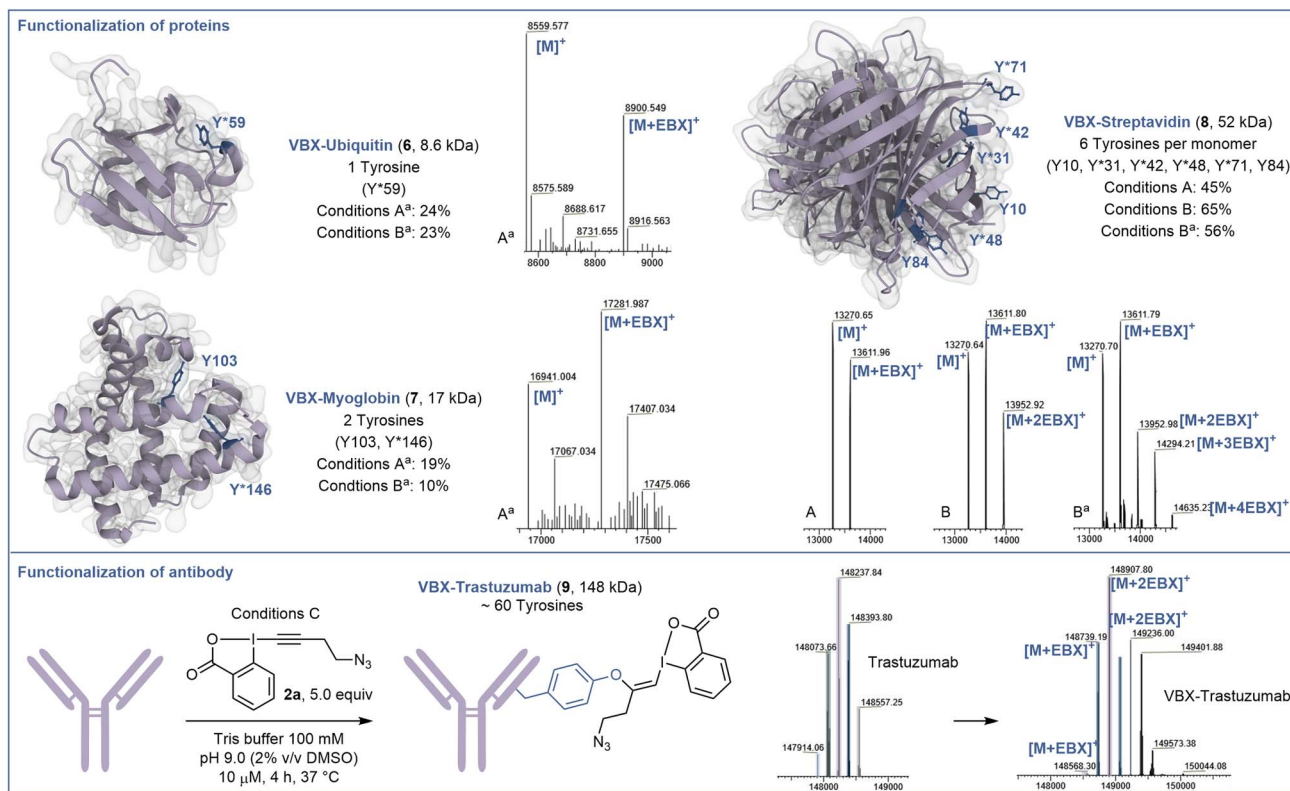 Functionalization of proteins
Y*59
VBX-Ubiquitin (6, 8.6 kDa)
1 Tyrosine
(Y*59)
Conditions Aᵃ: 24%
Conditions Bᵃ: 23%
8559.577
[M]⁺
8900.549
[M+EBX]⁺
8575.589
8688.617
8731.655
8916.563
Aᵃ
8600
8800
9000
Y*71
Y*42
Y*31
Y10
Y*48
Y84
VBX-Streptavidin (8, 52 kDa)
6 Tyrosines per monomer
(Y10, Y*31, Y*42, Y*48, Y*71, Y84)
Conditions A: 45%
Conditions B: 65%
Conditions Bᵃ: 56%
Y103
Y*146
VBX-Myoglobin (7, 17 kDa)
2 Tyrosines
(Y103, Y*146)
Conditions Aᵃ: 19%
Condtions Bᵃ: 10%
17281.987
[M+EBX]⁺
16941.004
[M]⁺
17407.034
17067.034
17475.066
Aᵃ
17000
17500
13270.65
[M]⁺
13611.96
[M+EBX]⁺
A
13000
14000
13611.80
[M+EBX]⁺
13270.64
[M]⁺
13952.92
[M+2EBX]⁺
B
13000
14000
13611.79
[M+EBX]⁺
13270.70
[M]⁺
13952.98
[M+2EBX]⁺
14294.21
[M+3EBX]⁺
14635.23
[M+4EBX]⁺
Bᵃ
13000
14000
Functionalization of antibody
Conditions C
O
I
O
N₃
2a, 5.0 equiv
Tris buffer 100 mM
pH 9.0 (2% v/v DMSO)
10 μM, 4 h, 37 °C
VBX-Trastuzumab (9, 148 kDa)
~ 60 Tyrosines
O
O
I
O
N₃
148237.84
148393.80
148073.66
Trastuzumab
148557.25
147914.06
148000
149000
148907.80
[M+2EBX]⁺
[M+2EBX]⁺
148739.19
149236.00
[M+EBX]⁺
149401.88
VBX-Trastuzumab
[M+EBX]⁺
149573.38
148568.30
150044.08
148000
149000
150000